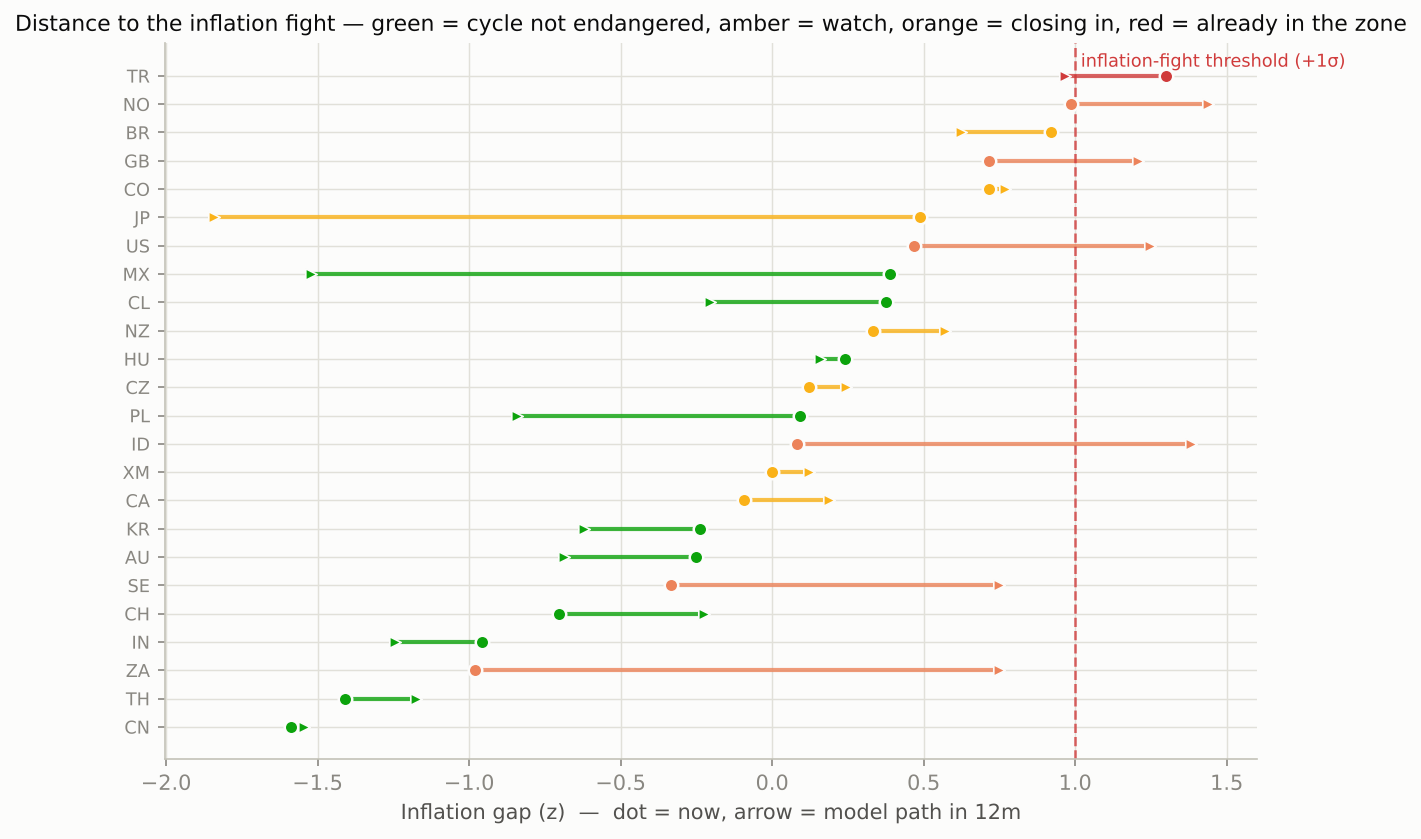 Distance to the inflation fight — green = cycle not endangered, amber = watch, orange = closing in, red = already in the zone
inflation-fight threshold (+1σ)
TR
NO
BR
GB
CO
JP
US
MX
CL
NZ
HU
CZ
PL
ID
XM
CA
KR
AU
SE
CH
IN
ZA
TH
CN
−2.0 −1.5 −1.0 −0.5 0.0 0.5 1.0 1.5
Inflation gap (z) — dot = now, arrow = model path in 12m